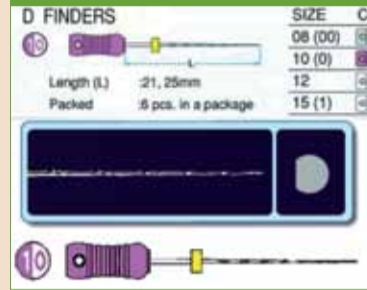 D FINDERS
SIZE C
08 (00)
10 (0)
12
15 (1)
10
L
Length (L) :21, 25mm
Packed :6 pcs. in a package
10